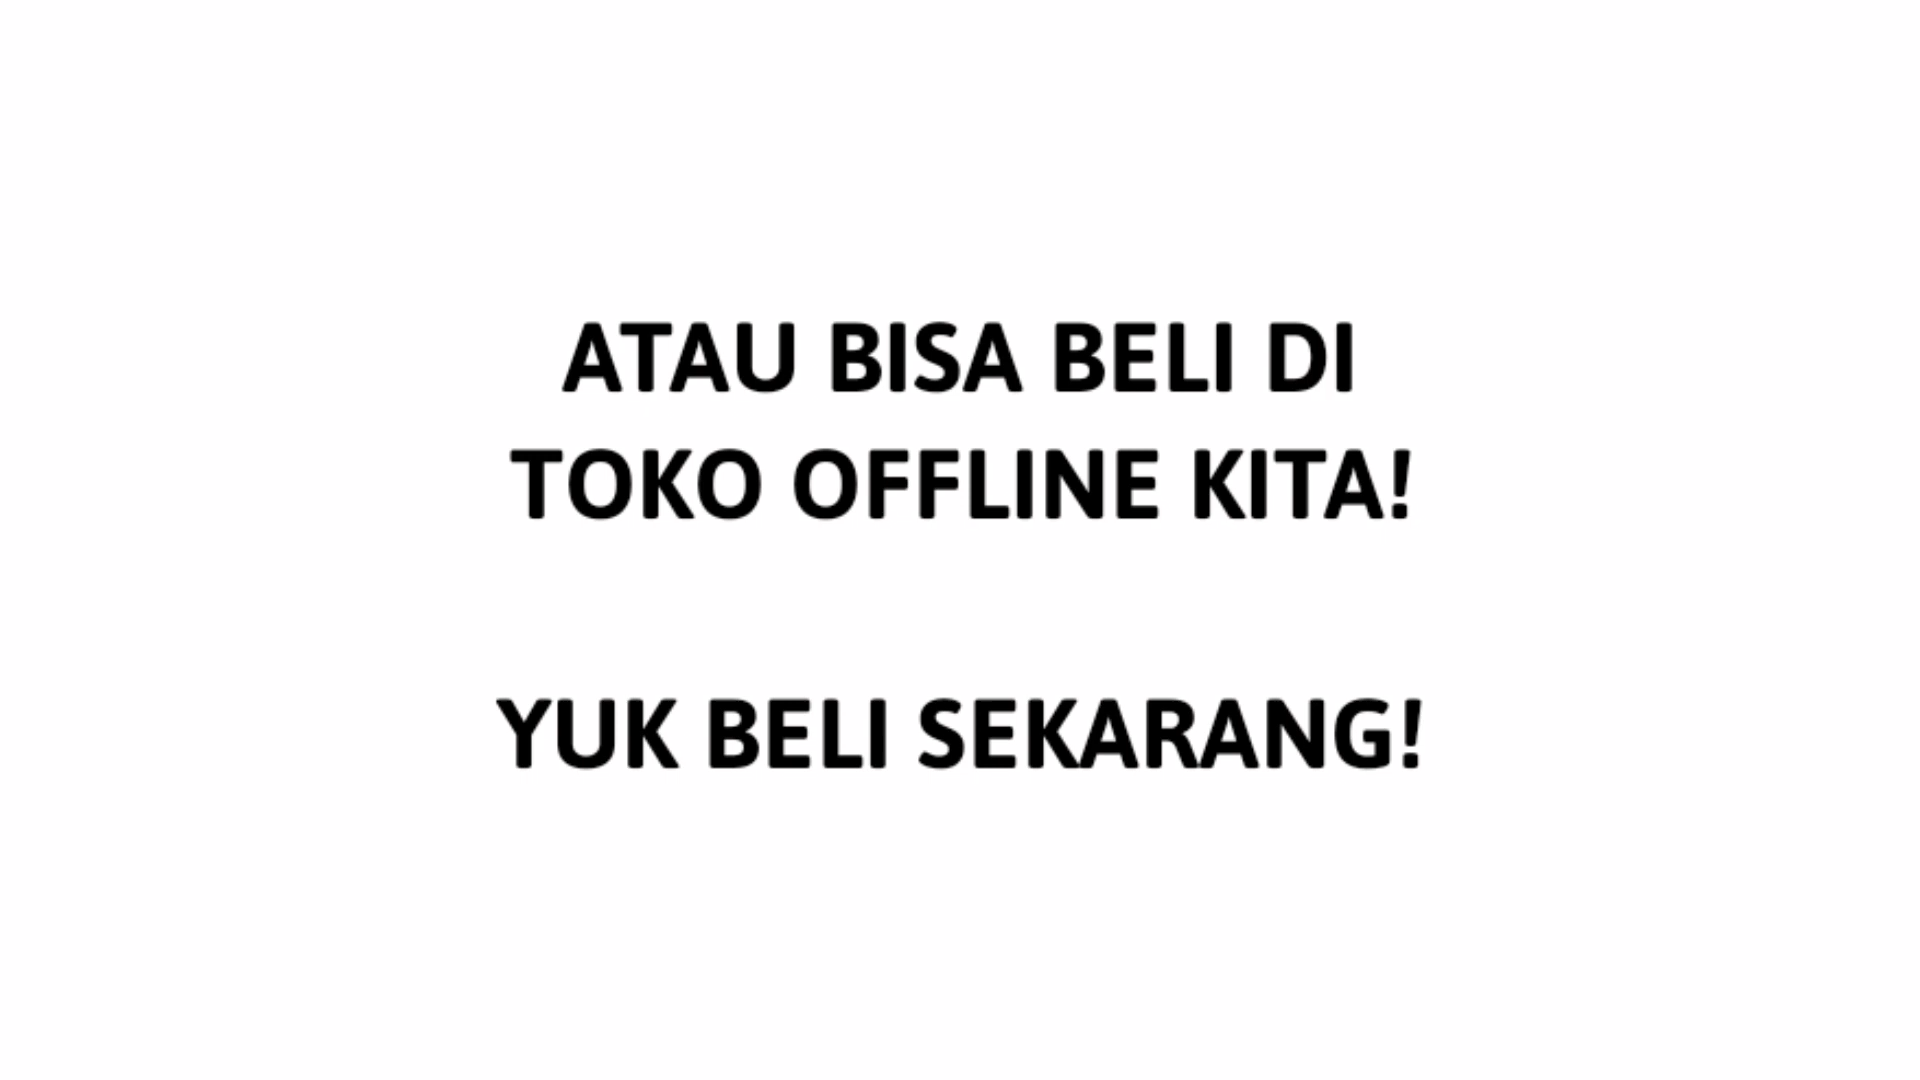 ATAU BISA BELI DI
TOKO OFFLINE KITA!
YUK BELI SEKARANG!